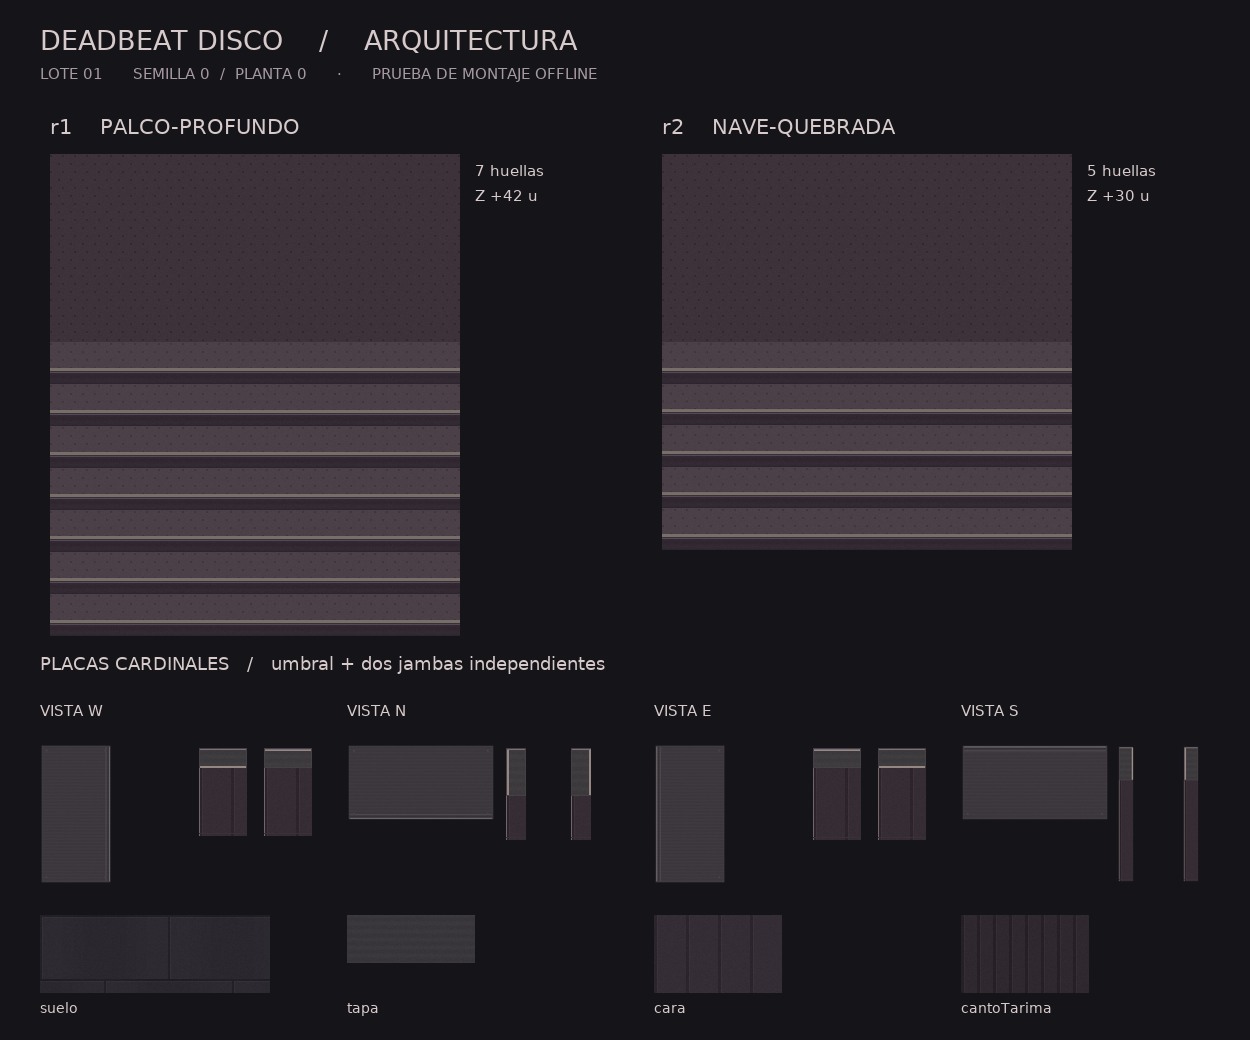 DEADBEAT DISCO / ARQUITECTURA
LOTE 01 SEMILLA 0 / PLANTA 0 · PRUEBA DE MONTAJE OFFLINE
r1 PALCO-PROFUNDO
7 huellas
Z +42 u
r2 NAVE-QUEBRADA
5 huellas
Z +30 u
PLACAS CARDINALES / umbral + dos jambas independientes
VISTA W
VISTA N
VISTA E
VISTA S
suelo
tapa
cara
cantoTarima